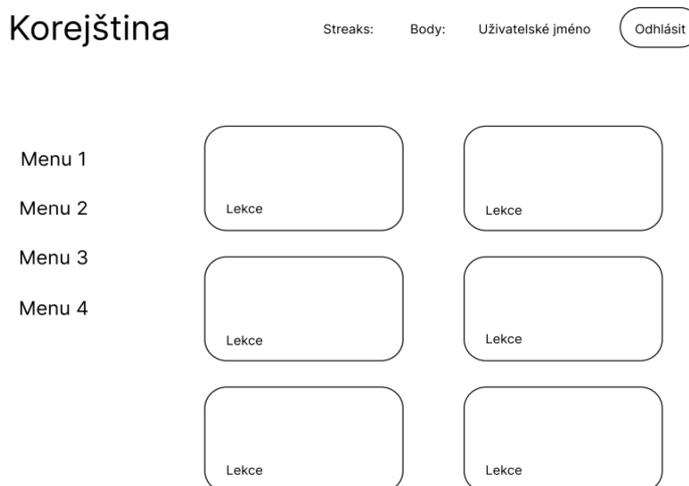 Korejština
Streaks: Body: Uživatelské jméno Odhlásit
Menu 1
Menu 2
Menu 3
Menu 4
Lekce Lekce
Lekce Lekce
Lekce Lekce